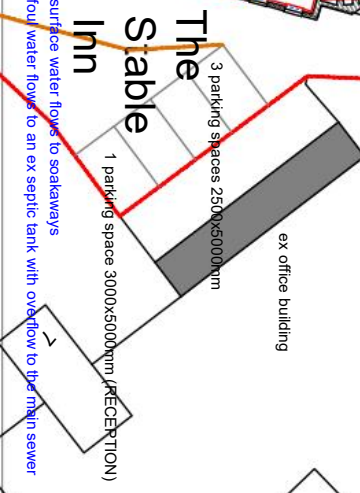 The
Stable
Inn
3 parking spaces 2500x5000mm
1 parking space 3000x5000mm (RECEPTION)
ex office building
surface water flows to soakaways
foul water flows to an ex septic tank with overflow to the main sewer
7